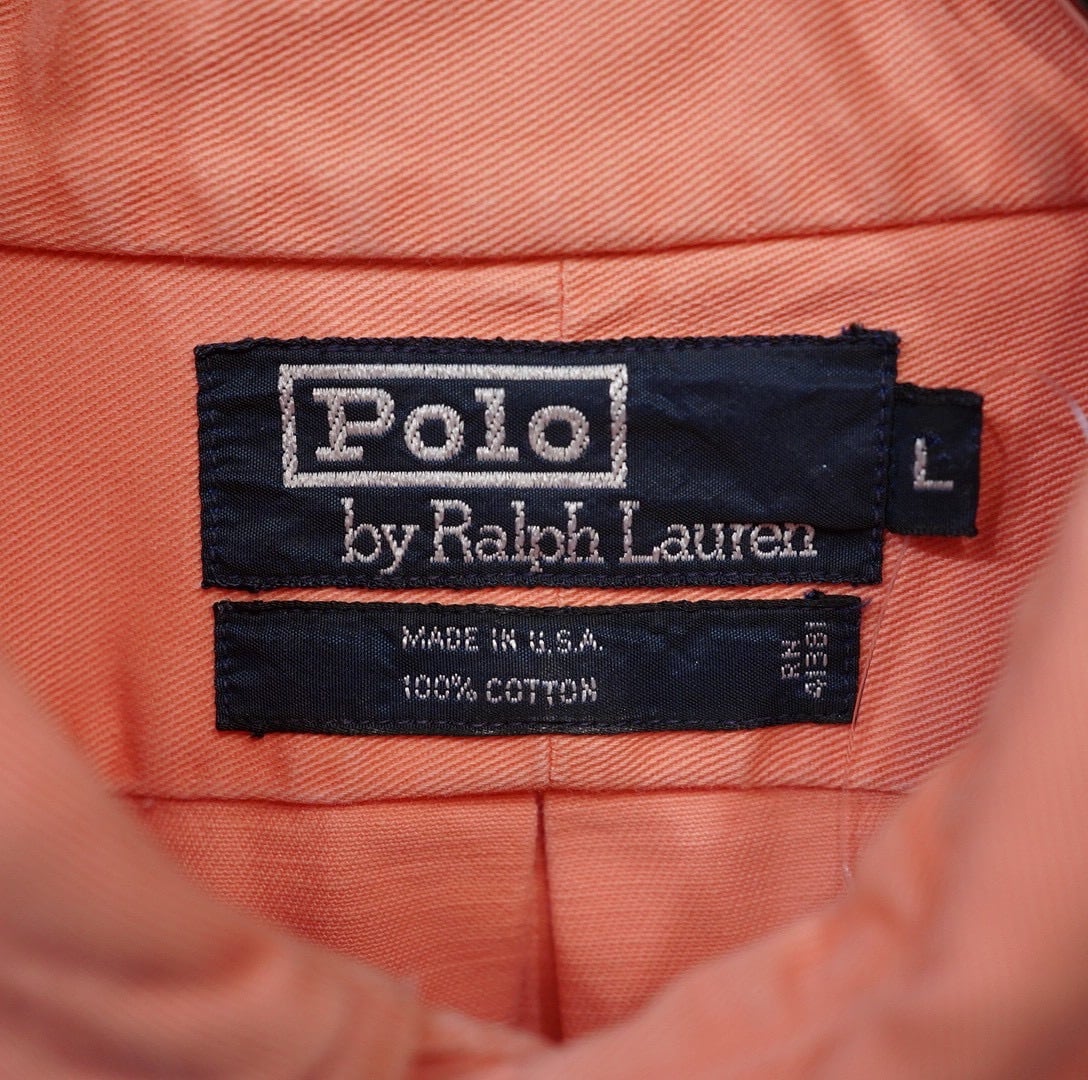 Polo
by Ralph Lauren
L
MADE IN U.S.A.
100% COTTON
RN
41381